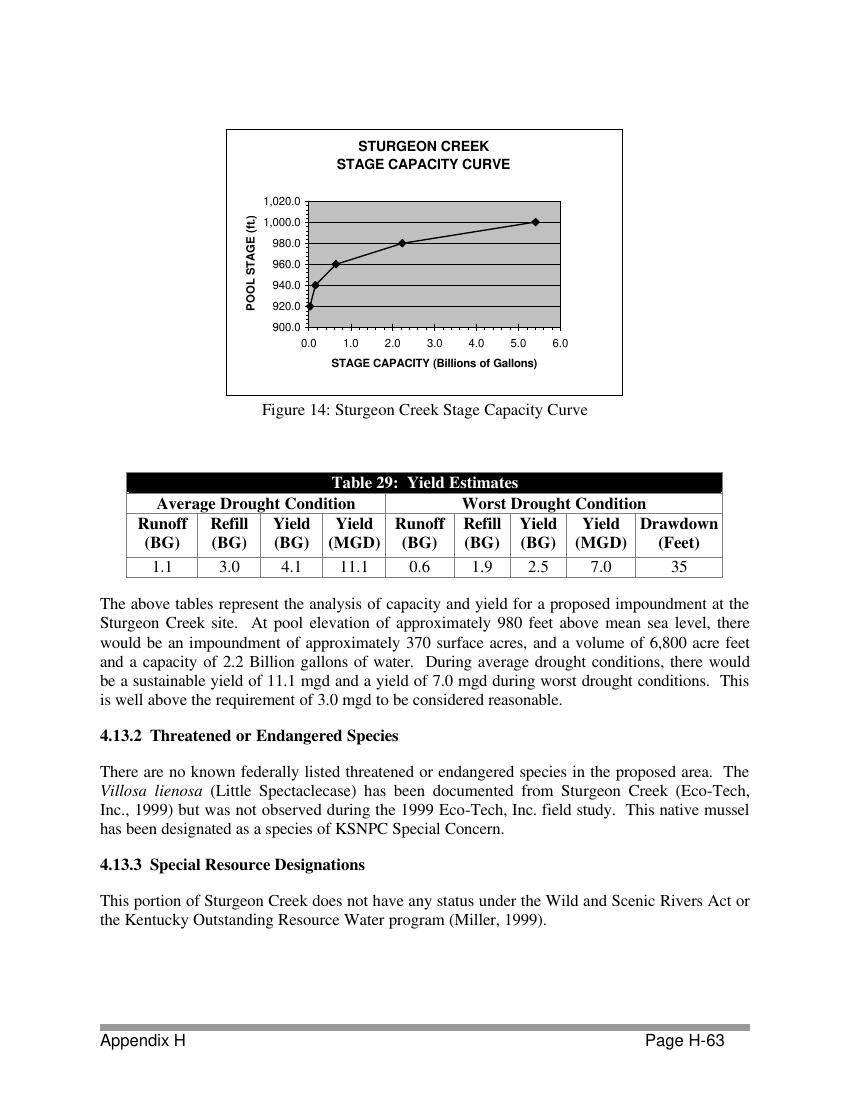 STURGEON CREEK
STAGE CAPACITY CURVE
1,020.0
1,000.0
980.0
960.0
940.0
920.0
900.0
POOL STAGE (ft.)
0.0 1.0 2.0 3.0 4.0 5.0 6.0
STAGE CAPACITY (Billions of Gallons)
Figure 14: Sturgeon Creek Stage Capacity Curve
Table 29: Yield Estimates
Average Drought Condition Worst Drought Condition
Runoff Refill Yield Yield Runoff Refill Yield Yield Drawdown
(BG) (BG) (BG) (MGD) (BG) (BG) (BG) (MGD) (Feet)
1.1 3.0 4.1 11.1 0.6 1.9 2.5 7.0 35
The above tables represent the analysis of capacity and yield for a proposed impoundment at the
Sturgeon Creek site. At pool elevation of approximately 980 feet above mean sea level, there
would be an impoundment of approximately 370 surface acres, and a volume of 6,800 acre feet
and a capacity of 2.2 Billion gallons of water. During average drought conditions, there would
be a sustainable yield of 11.1 mgd and a yield of 7.0 mgd during worst drought conditions. This
is well above the requirement of 3.0 mgd to be considered reasonable.
4.13.2 Threatened or Endangered Species
There are no known federally listed threatened or endangered species in the proposed area. The
Villosa lienosa (Little Spectaclecase) has been documented from Sturgeon Creek (Eco-Tech,
Inc., 1999) but was not observed during the 1999 Eco-Tech, Inc. field study. This native mussel
has been designated as a species of KSNPC Special Concern.
4.13.3 Special Resource Designations
This portion of Sturgeon Creek does not have any status under the Wild and Scenic Rivers Act or
the Kentucky Outstanding Resource Water program (Miller, 1999).
Appendix H Page H-63